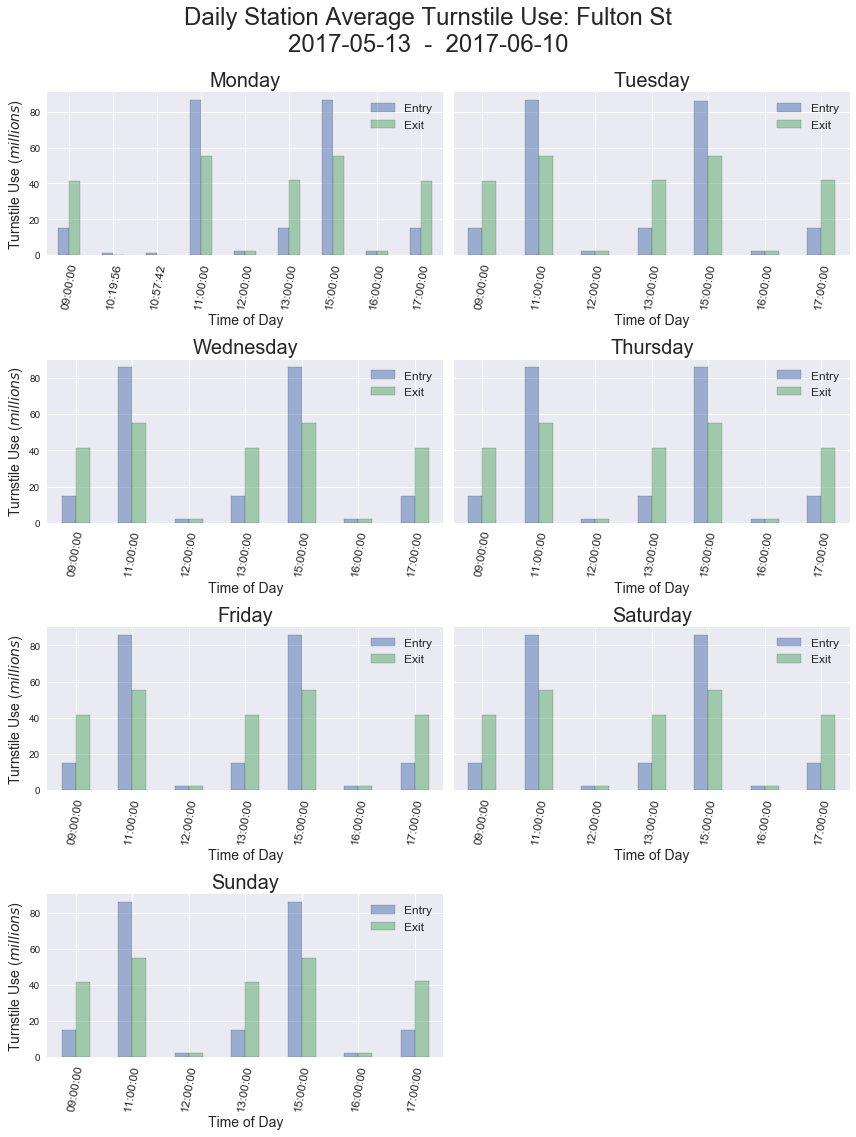 Daily Station Average Turnstile Use: Fulton St
2017-05-13 - 2017-06-10
Monday
Turnstile Use (millions)
80
60
40
20
0
Entry
Exit
09:00:00
10:19:56
10:57:42
11:00:00
12:00:00
13:00:00
15:00:00
16:00:00
17:00:00
Time of Day
Tuesday
Entry
Exit
09:00:00
11:00:00
12:00:00
13:00:00
15:00:00
16:00:00
17:00:00
Time of Day
Wednesday
Turnstile Use (millions)
80
60
40
20
0
Entry
Exit
09:00:00
11:00:00
12:00:00
13:00:00
15:00:00
16:00:00
17:00:00
Time of Day
Thursday
Entry
Exit
09:00:00
11:00:00
12:00:00
13:00:00
15:00:00
16:00:00
17:00:00
Time of Day
Friday
Turnstile Use (millions)
80
60
40
20
0
Entry
Exit
09:00:00
11:00:00
12:00:00
13:00:00
15:00:00
16:00:00
17:00:00
Time of Day
Saturday
Entry
Exit
09:00:00
11:00:00
12:00:00
13:00:00
15:00:00
16:00:00
17:00:00
Time of Day
Sunday
Turnstile Use (millions)
80
60
40
20
0
Entry
Exit
09:00:00
11:00:00
12:00:00
13:00:00
15:00:00
16:00:00
17:00:00
Time of Day